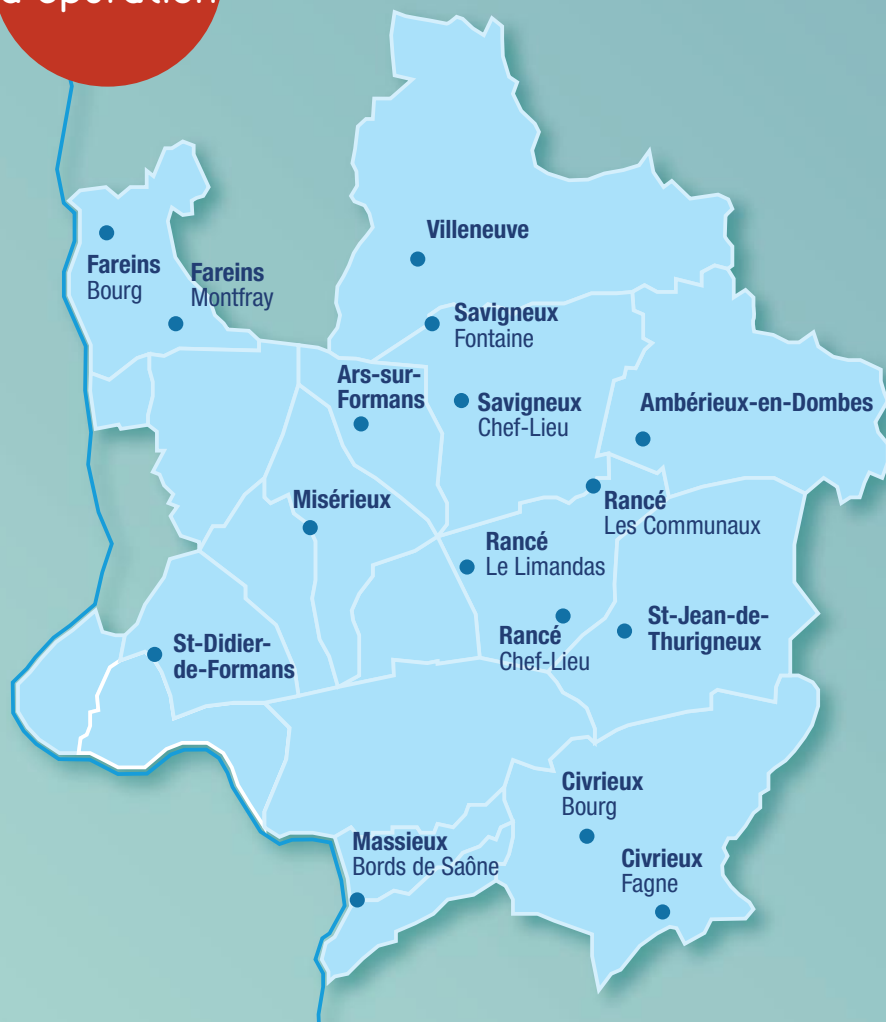 d'épuration
Villeneuve
Fareins
Bourg
Fareins
Montfray
Savigneux
Fontaine
Ars-sur-
Formans
Savigneux
Chef-Lieu
Ambérieux-en-Dombes
Misérieux
Rancé
Les Communaux
Rancé
Le Limandas
St-Jean-de-
Thurigneux
Rancé
Chef-Lieu
St-Didier-
de-Formans
Civrieux
Bourg
Massieux
Bords de Saône
Civrieux
Fagne